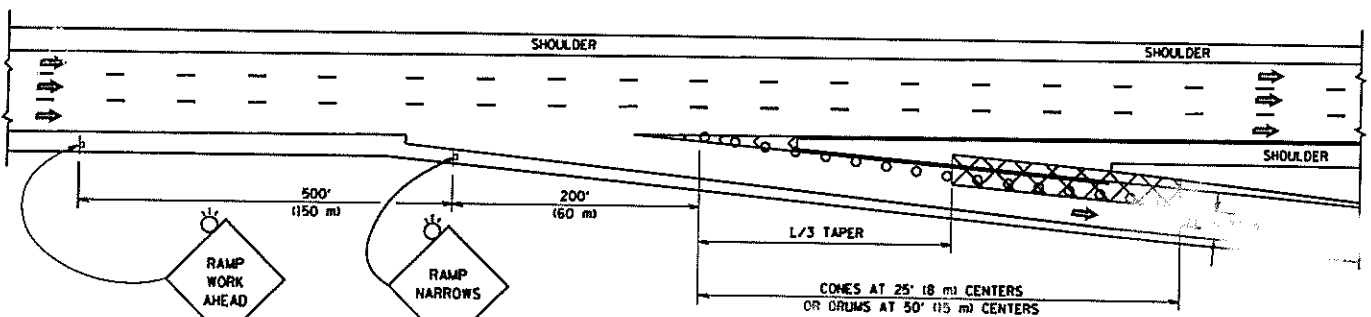 SHOULDER
SHOULDER
SHOULDER
500'
(150 m)
200'
(60 m)
L/3 TAPER
RAMP
WORK
AHEAD
RAMP
NARROWS
CONES AT 25' (8 m) CENTERS
OR DRUMS AT 50' (15 m) CENTERS